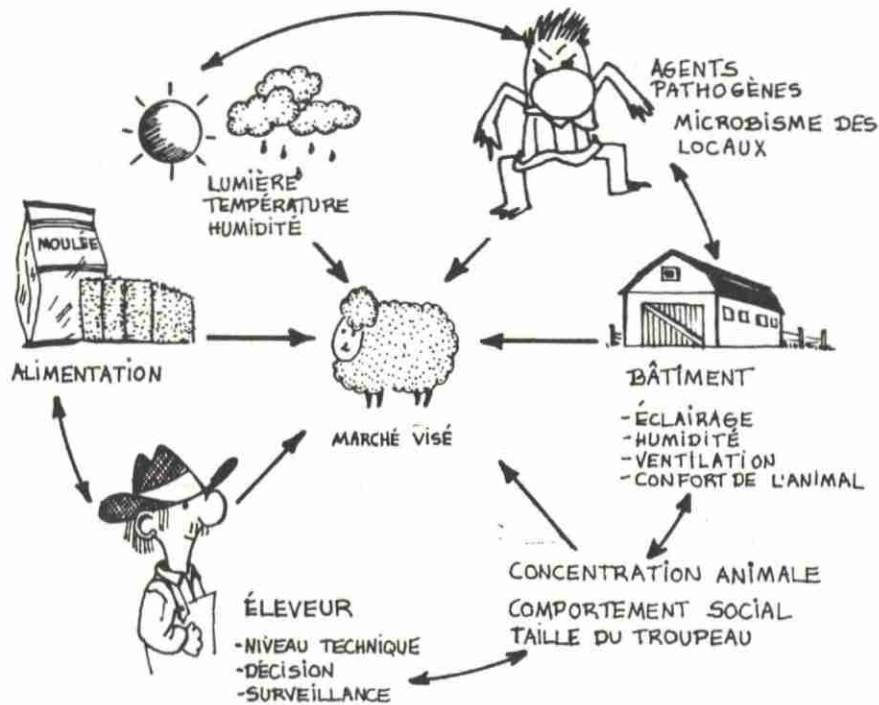 AGENTS
PATHOGÈNES
MICROBISME DES
LOCAUX
LUMIÈRE
TEMPÉRATURE
HUMIDITÉ
MOULÉE
ALIMENTATION
MARCHÉ VISÉ
BÂTIMENT
-ÉCLAIRAGE
-HUMIDITÉ
-VENTILATION
-CONFORT DE L'ANIMAL
CONCENTRATION ANIMALE
COMPORTEMENT SOCIAL
TAILLE DU TROUPEAU
ÉLEVEUR
-NIVEAU TECHNIQUE
-DÉCISION
-SURVEILLANCE